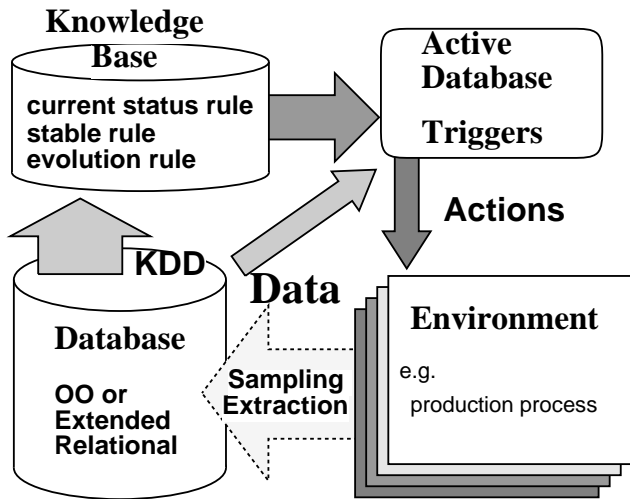 Knowledge
Base
current status rule
stable rule
evolution rule
Active
Database
Triggers
Actions
KDD
Data
Database
OO or
Extended
Relational
Sampling
Extraction
Environment
e.g.
production process